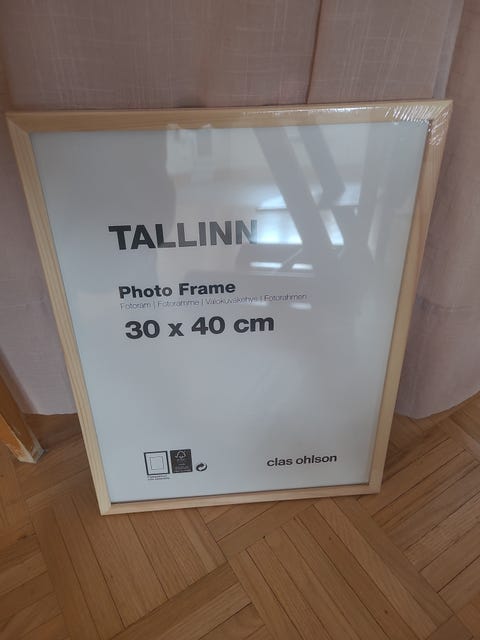 TALLINN
Photo Frame
Fotoram | Fotoramme | Valokuvakehys | Fotorahmen
30 x 40 cm
clas ohlson